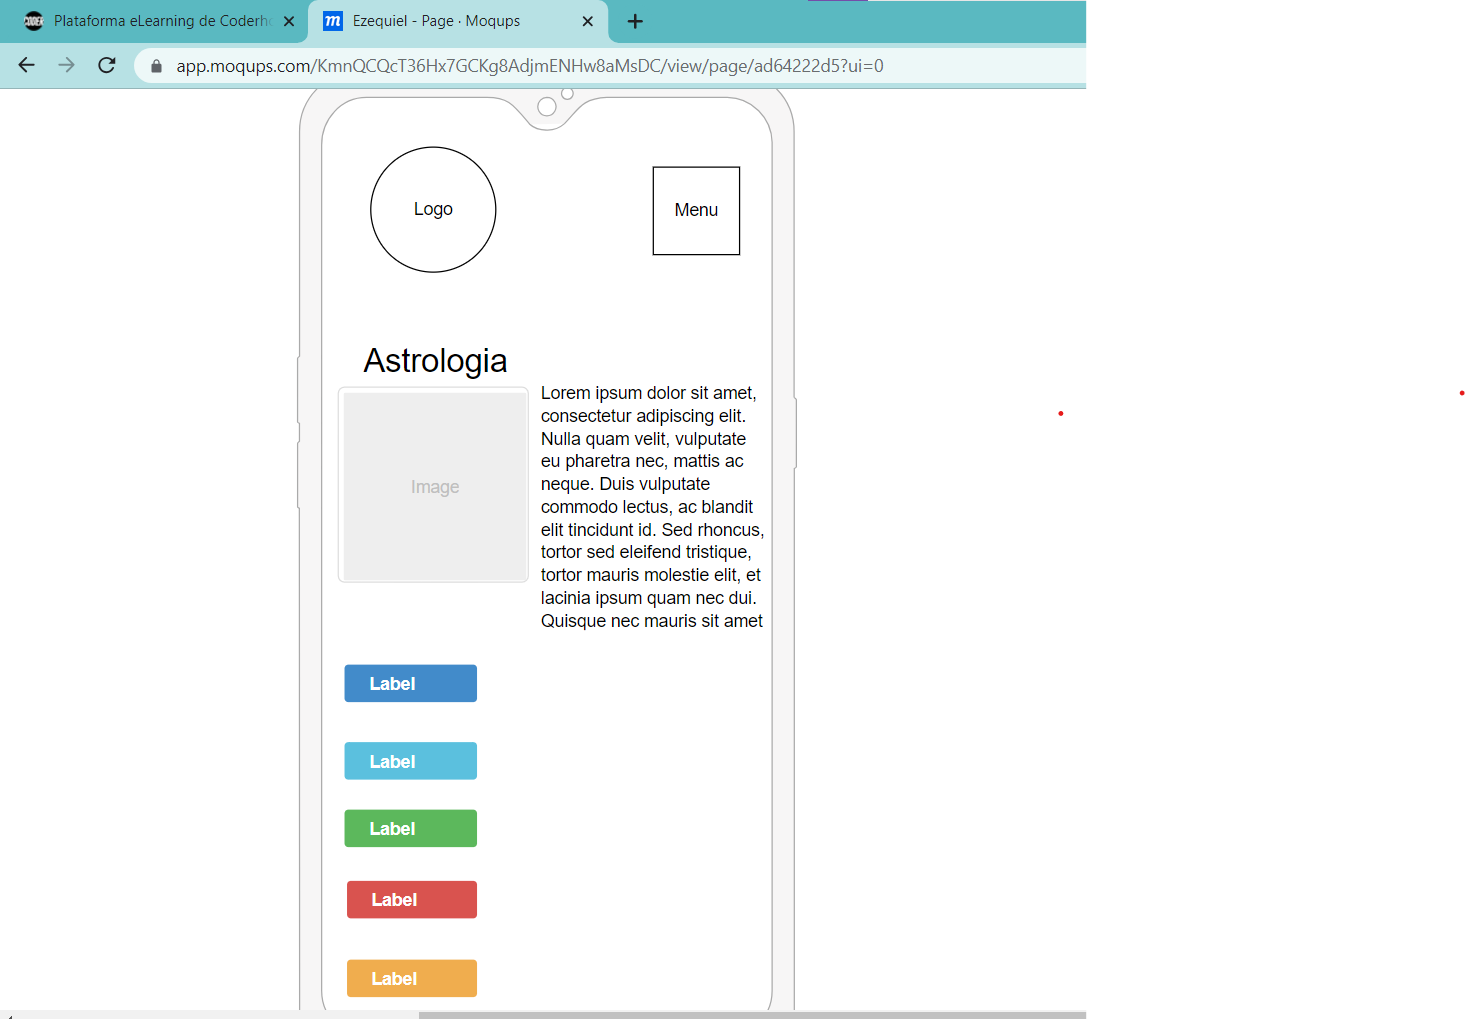 Plataforma eLearning de Coderh
Ezequiel - Page · Moqups
app.moqups.com/KmnQCQcT36Hx7GCKg8AdjmENHw8aMsDC/view/page/ad64222d5?ui=0
Logo
Menu
Astrologia
Image
Lorem ipsum dolor sit amet,
consectetur adipiscing elit.
Nulla quam velit, vulputate
eu pharetra nec, mattis ac
neque. Duis vulputate
commodo lectus, ac blandit
elit tincidunt id. Sed rhoncus,
tortor sed eleifend tristique,
tortor mauris molestie elit, et
lacinia ipsum quam nec dui.
Quisque nec mauris sit amet
Label
Label
Label
Label
Label